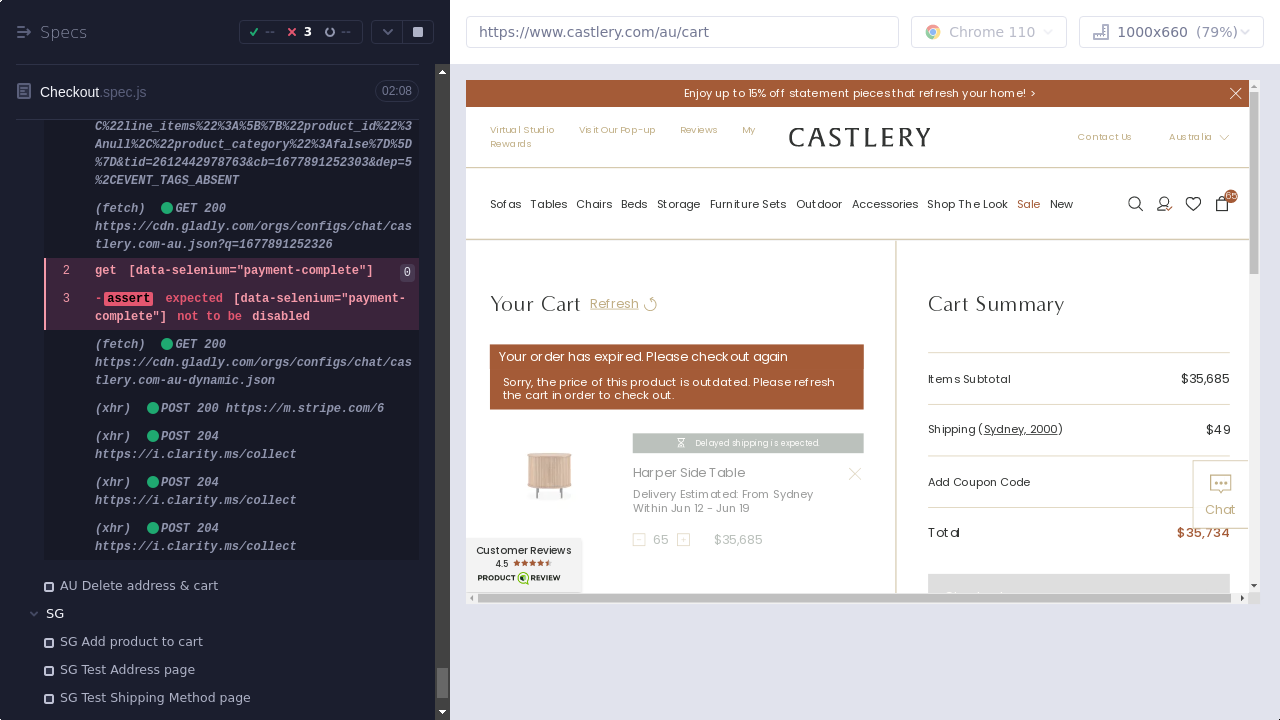 Specs
--
3
--
https://www.castlery.com/au/cart
Chrome 110
1000x660 (79%)
Checkout.spec.js
02:08
C%22line_items%22%3A%5B%7B%22product_id%22%3
Anull%2C%22product_category%22%3Afalse%7D%5D
%7D&tid=2612442978763&cb=1677891252303&dep=5
%2CEVENT_TAGS_ABSENT
(fetch) GET 200
https://cdn.gladly.com/orgs/configs/chat/cas
tlery.com-au.json?q=1677891252326
2 get [data-selenium="payment-complete"] 0
3 -assert expected [data-selenium="payment-
complete"] not to be disabled
(fetch) GET 200
https://cdn.gladly.com/orgs/configs/chat/cas
tlery.com-au-dynamic.json
(xhr) POST 200 https://m.stripe.com/6
(xhr) POST 204
https://i.clarity.ms/collect
(xhr) POST 204
https://i.clarity.ms/collect
(xhr) POST 204
https://i.clarity.ms/collect
AU Delete address & cart
SG
SG Add product to cart
SG Test Address page
SG Test Shipping Method page
Enjoy up to 15% off statement pieces that refresh your home! >
Virtual Studio Visit Our Pop-up Reviews My
Rewards
CASTLERY
Contact Us
Australia
Sofas Tables Chairs Beds Storage Furniture Sets Outdoor Accessories Shop The Look Sale New
65
Your Cart Refresh
Your order has expired. Please check out again
Sorry, the price of this product is outdated. Please refresh
the cart in order to check out.
Delayed shipping is expected.
Harper Side Table
Delivery Estimated: From Sydney
Within Jun 12 - Jun 19
- 65 + $35,685
Customer Reviews
4.5
PRODUCT REVIEW
Cart Summary
Items Subtotal $35,685
Shipping (Sydney, 2000) $49
Add Coupon Code
Total $35,734
Chat